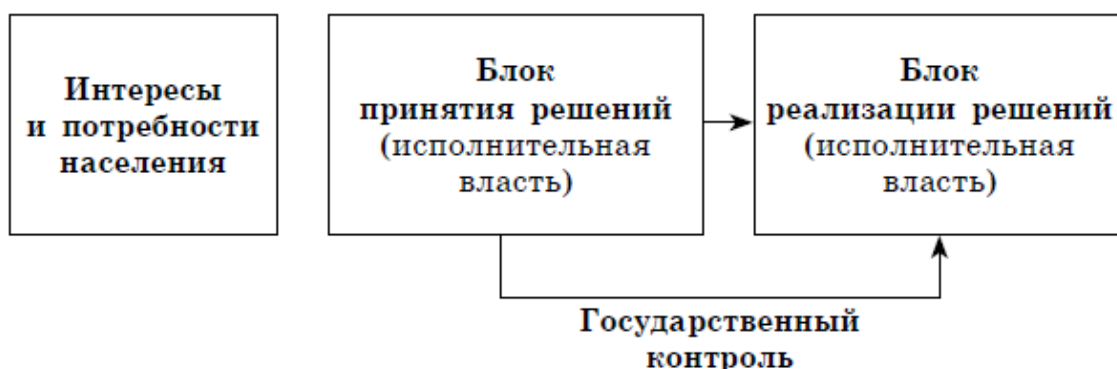 Интересы
и потребности
населения
Блок
принятия решений
(исполнительная
власть)
Блок
реализации решений
(исполнительная
власть)
Государственный
контроль